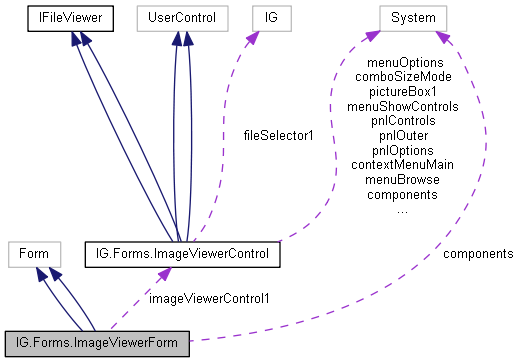 IFileViewer
UserControl
IG
System
menuOptions
comboSizeMode
pictureBox1
menuShowControls
pnlControls
pnlOuter
pnlOptions
contextMenuMain
menuBrowse
components
...
fileSelector1
Form
IG.Forms.ImageViewerControl
components
imageViewerControl1
IG.Forms.ImageViewerForm